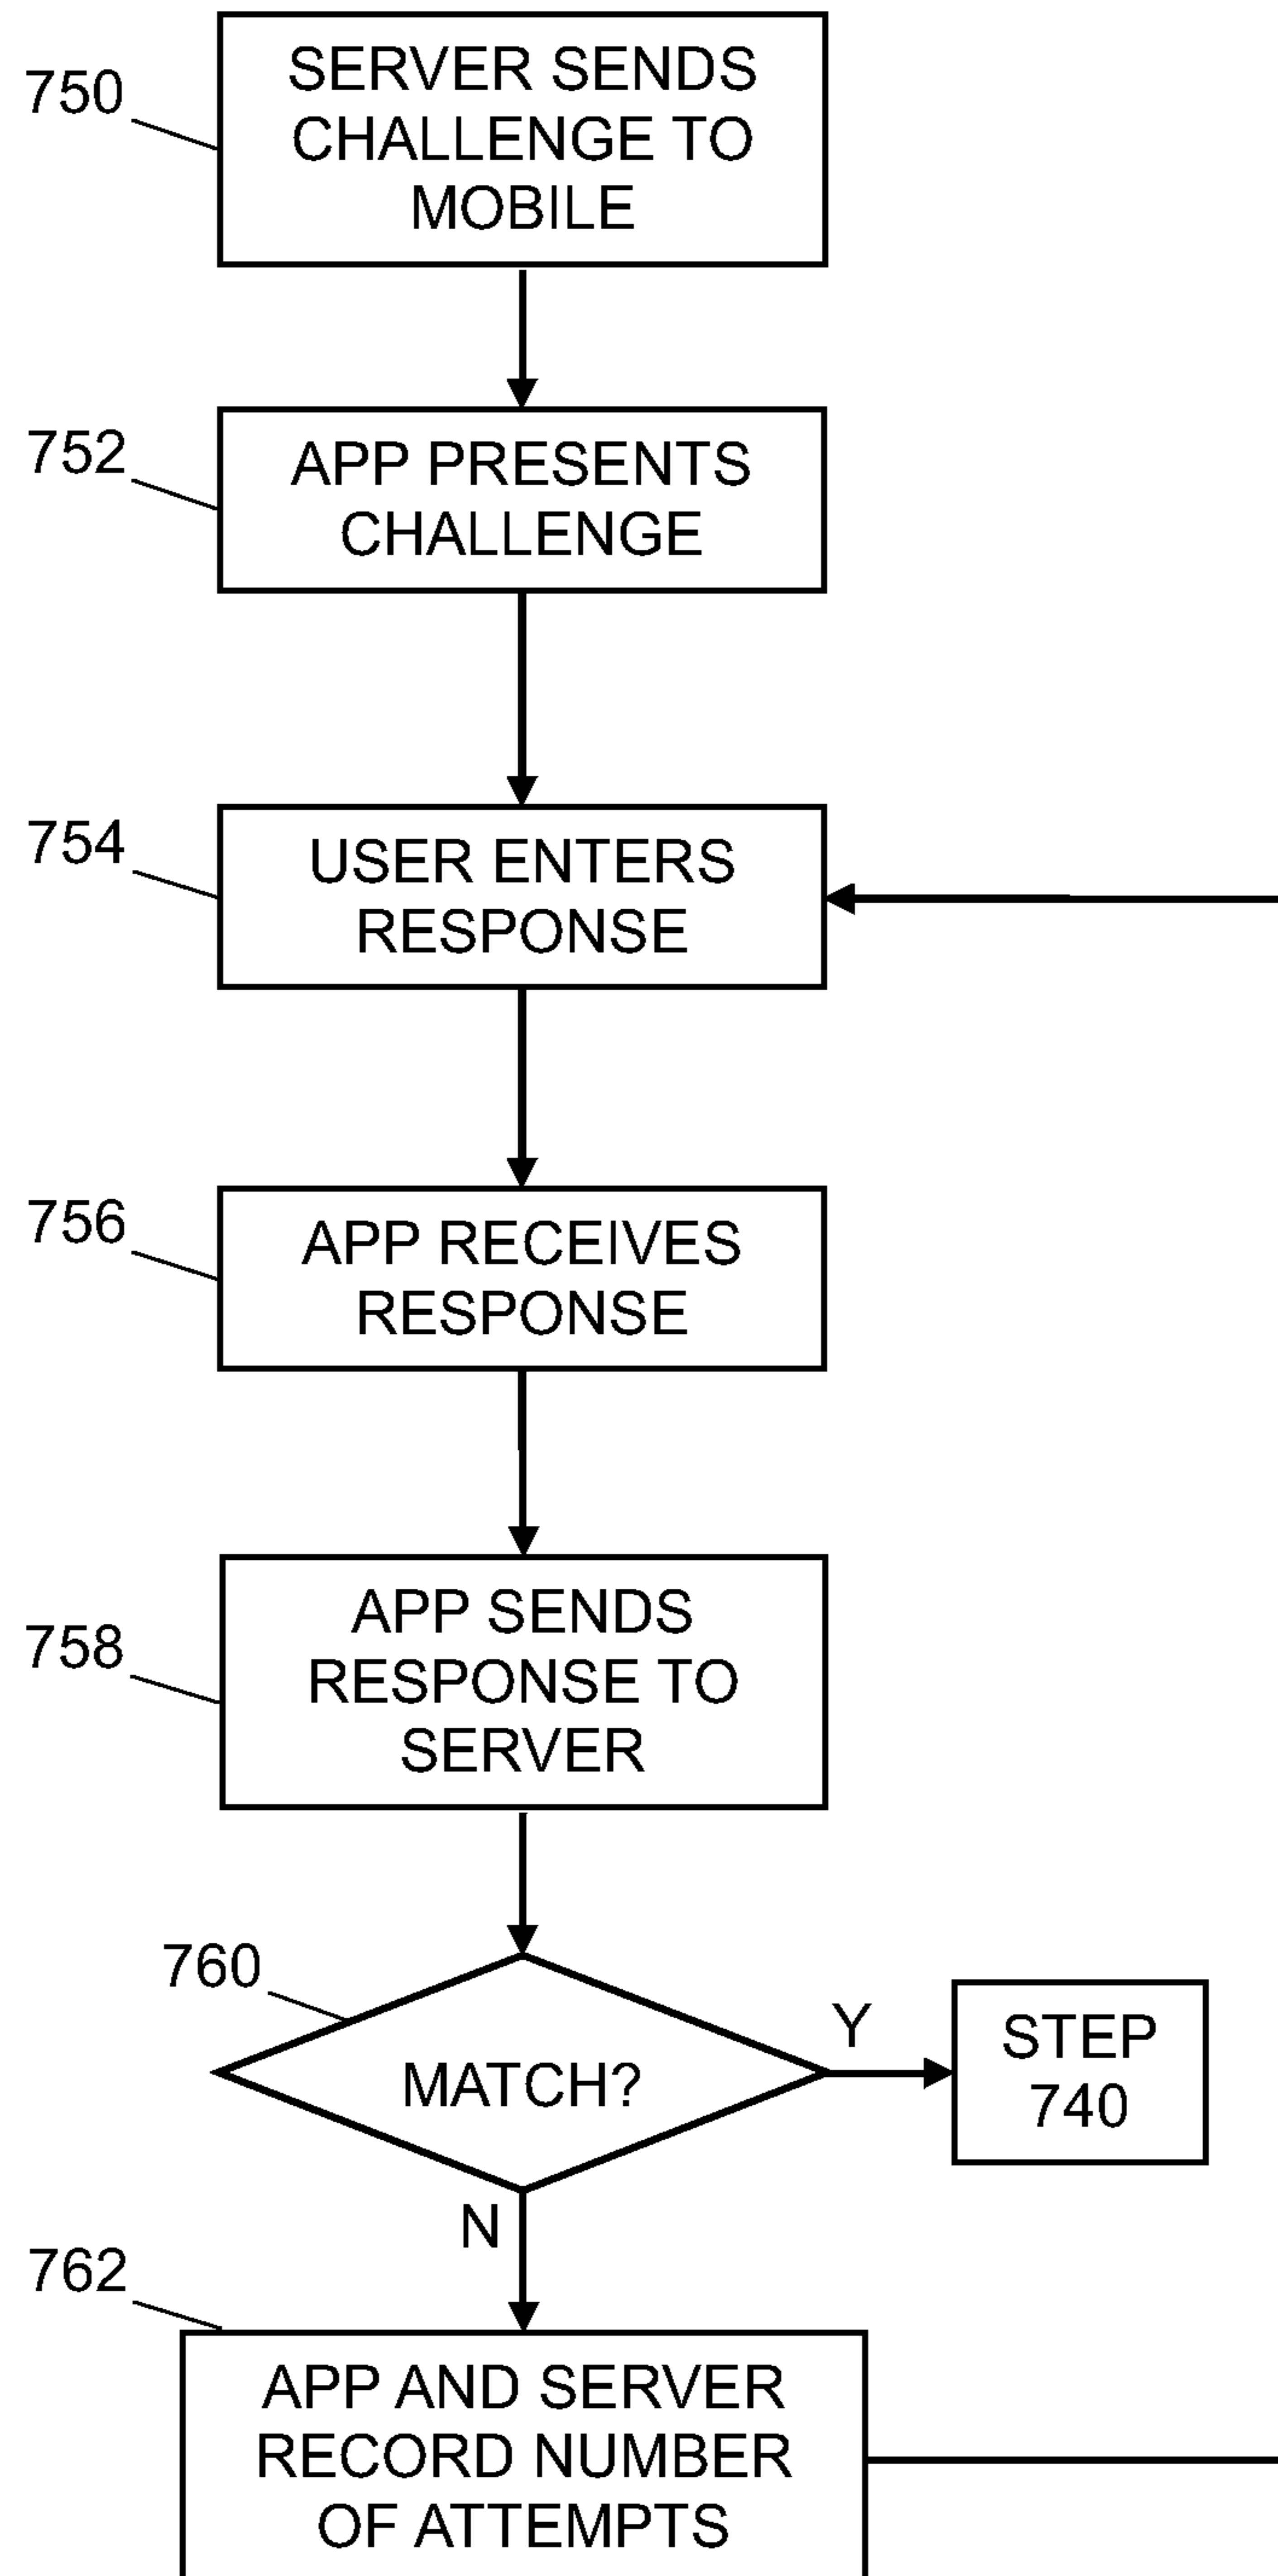 750
SERVER SENDS
CHALLENGE TO
MOBILE
752
APP PRESENTS
CHALLENGE
754
USER ENTERS
RESPONSE
756
APP RECEIVES
RESPONSE
758
APP SENDS
RESPONSE TO
SERVER
760
MATCH?
Y
STEP
740
N
762
APP AND SERVER
RECORD NUMBER
OF ATTEMPTS